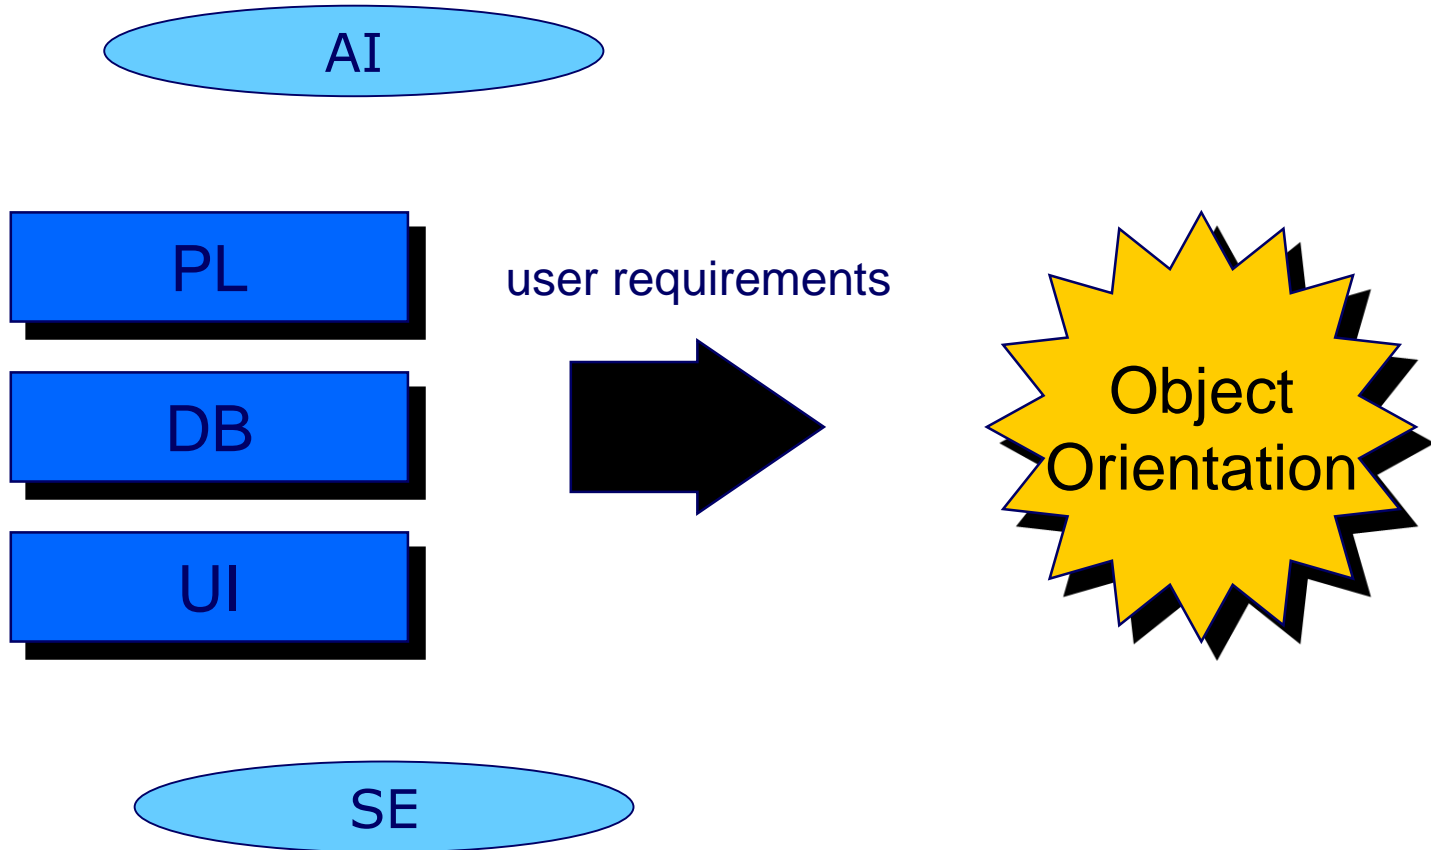 AI
PL
user requirements
DB
Object
Orientation
UI
SE